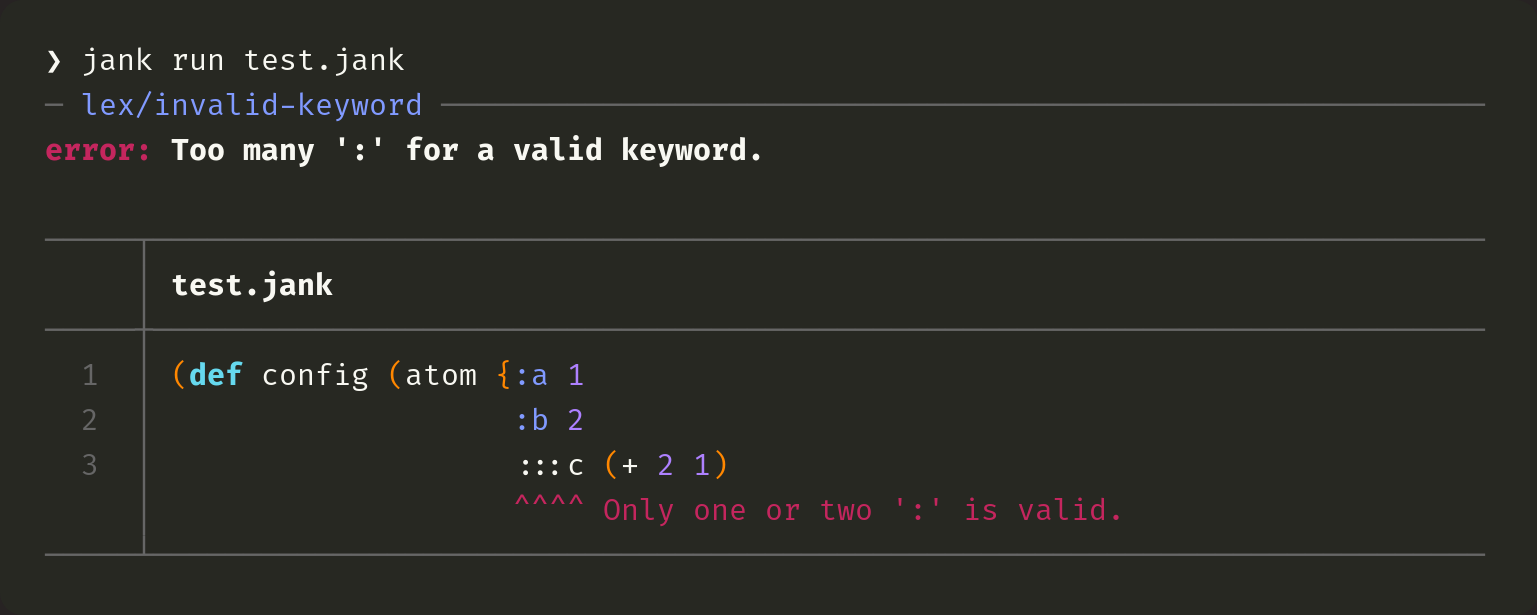 ❯ jank run test.jank
─ lex/invalid-keyword ─
error: Too many ':' for a valid keyword.
test.jank
1 (def config (atom {:a 1
2 :b 2
3 :::c (+ 2 1)
^^^^ Only one or two ':' is valid.